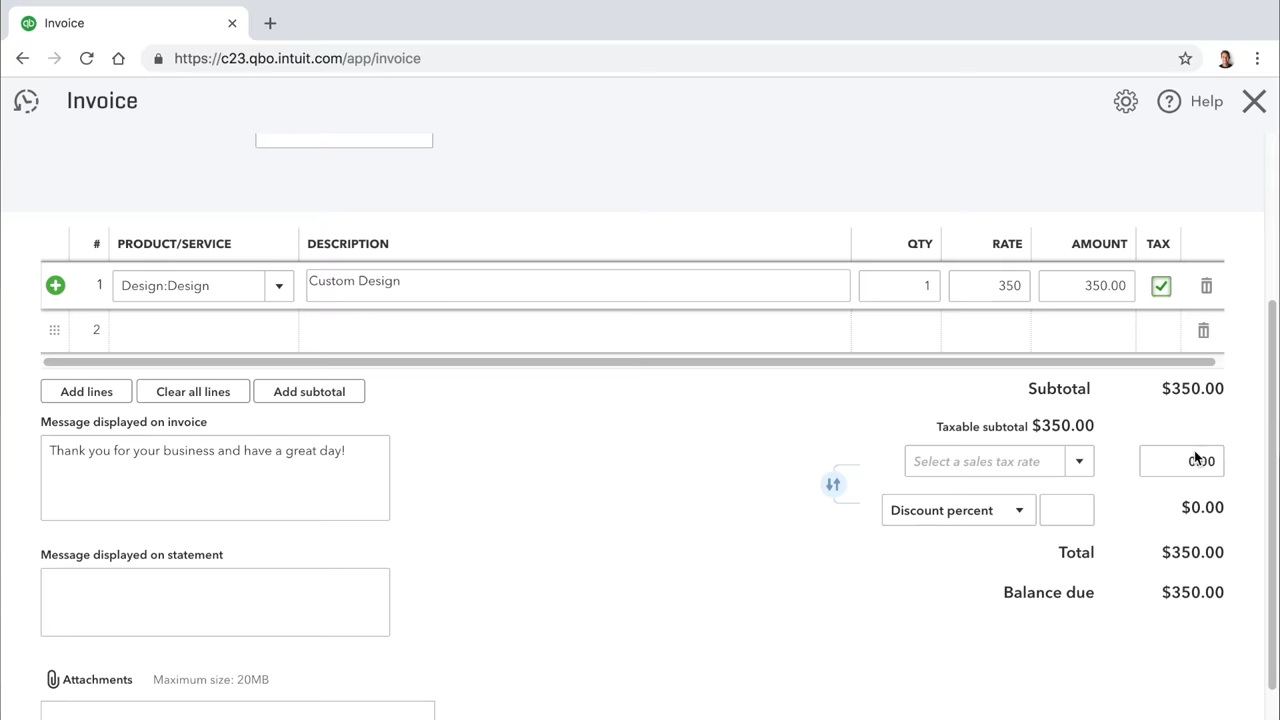 qb Invoice
https://c23.qbo.intuit.com/app/invoice
Invoice
Help
# PRODUCT/SERVICE DESCRIPTION QTY RATE AMOUNT TAX
1 Design:Design Custom Design 1 350 350.00
2
Add lines Clear all lines Add subtotal
Subtotal $350.00
Message displayed on invoice
Taxable subtotal $350.00
Thank you for your business and have a great day!
Select a sales tax rate 0.00
Discount percent $0.00
Message displayed on statement
Total $350.00
Balance due $350.00
Attachments Maximum size: 20MB